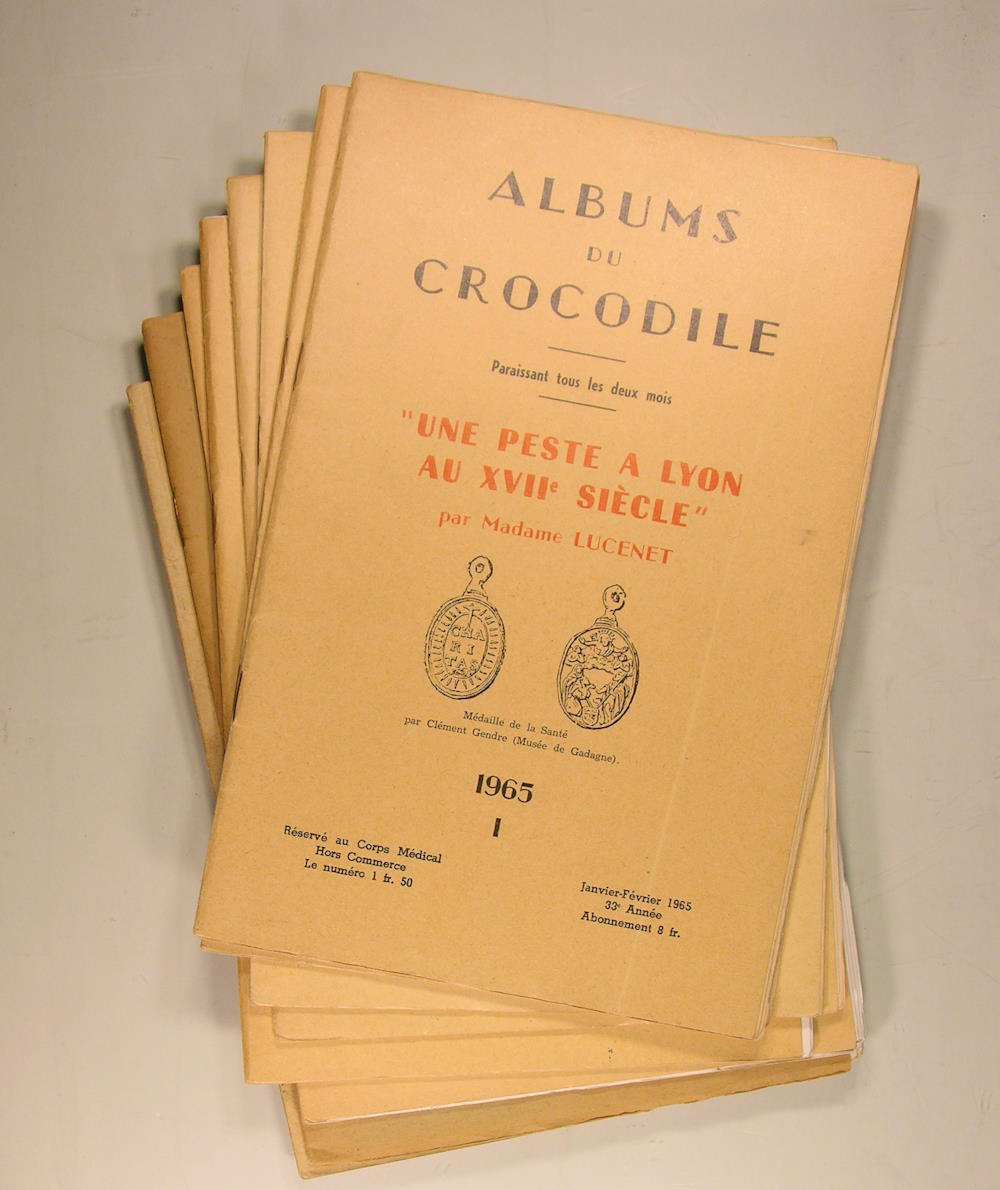 ALBUMS
DU
CROCODILE
Paraissant tous les deux mois
"UNE PESTE A LYON
AU XVIIe SIÈCLE"
par Madame LUCENET
CHA
RI
TAS
Médaille de la Santé
par Clément Gendre (Musée de Gadagne).
1965
I
Réservé au Corps Médical
Hors Commerce
Le numéro 1 fr. 50
Janvier-Février 1965
33e Année
Abonnement 8 fr.